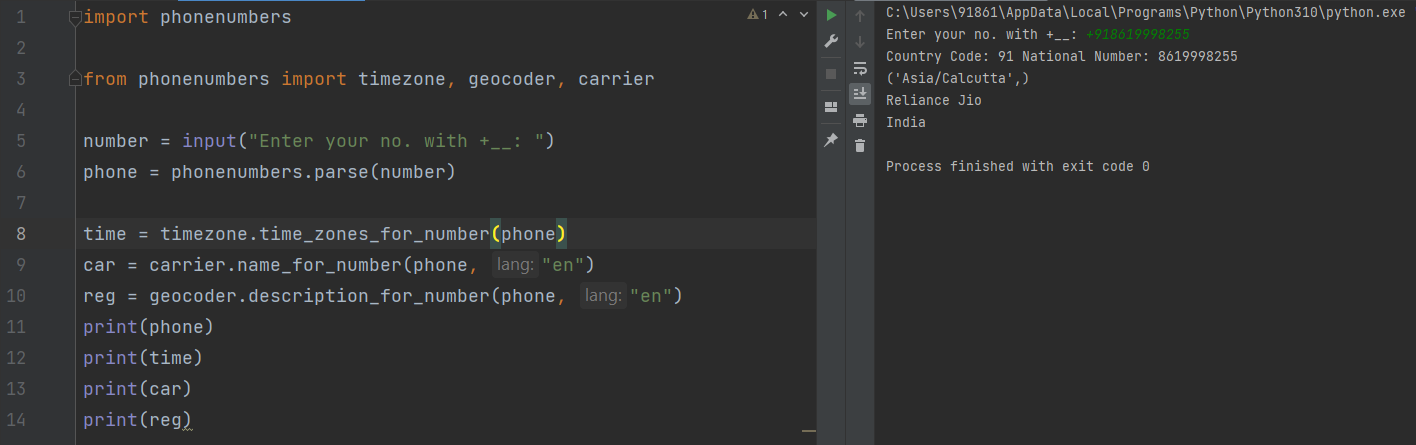 1 import phonenumbers
2
3 from phonenumbers import timezone, geocoder, carrier
4
5 number = input("Enter your no. with +__: ")
6 phone = phonenumbers.parse(number)
7
8 time = timezone.time_zones_for_number(phone)
9 car = carrier.name_for_number(phone, lang: "en")
10 reg = geocoder.description_for_number(phone, lang: "en")
11 print(phone)
12 print(time)
13 print(car)
14 print(reg)
1
C:\Users\91861\AppData\Local\Programs\Python\Python310\python.exe
Enter your no. with +__: +918619998255
Country Code: 91 National Number: 8619998255
('Asia/Calcutta',)
Reliance Jio
India
Process finished with exit code 0